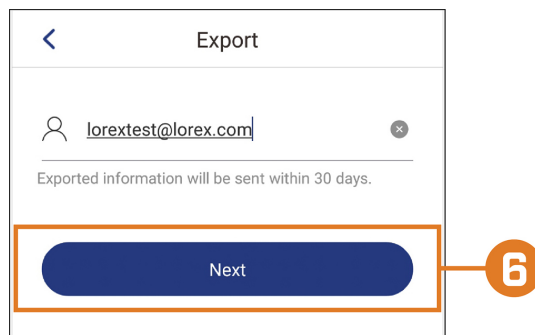 Export
lorextest@lorex.com
Exported information will be sent within 30 days.
Next
6